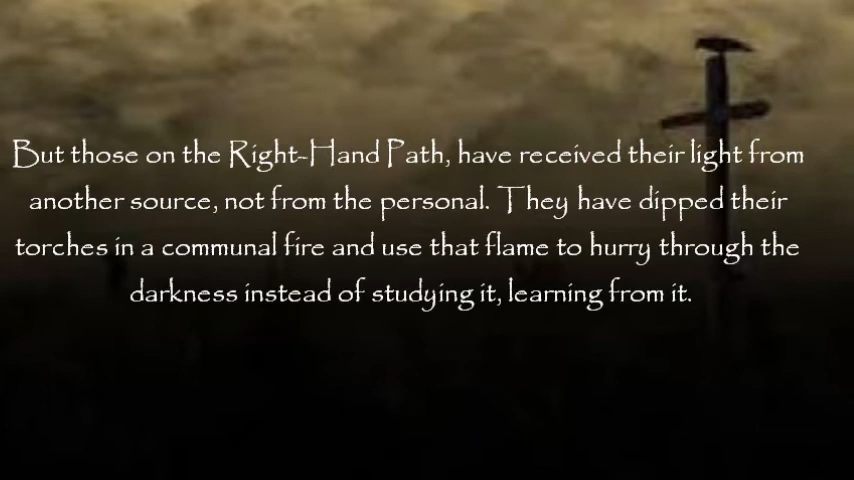 But those on the Right-Hand Path, have received their light from
another source, not from the personal. They have dipped their
torches in a communal fire and use that flame to hurry through the
darkness instead of studying it, learning from it.